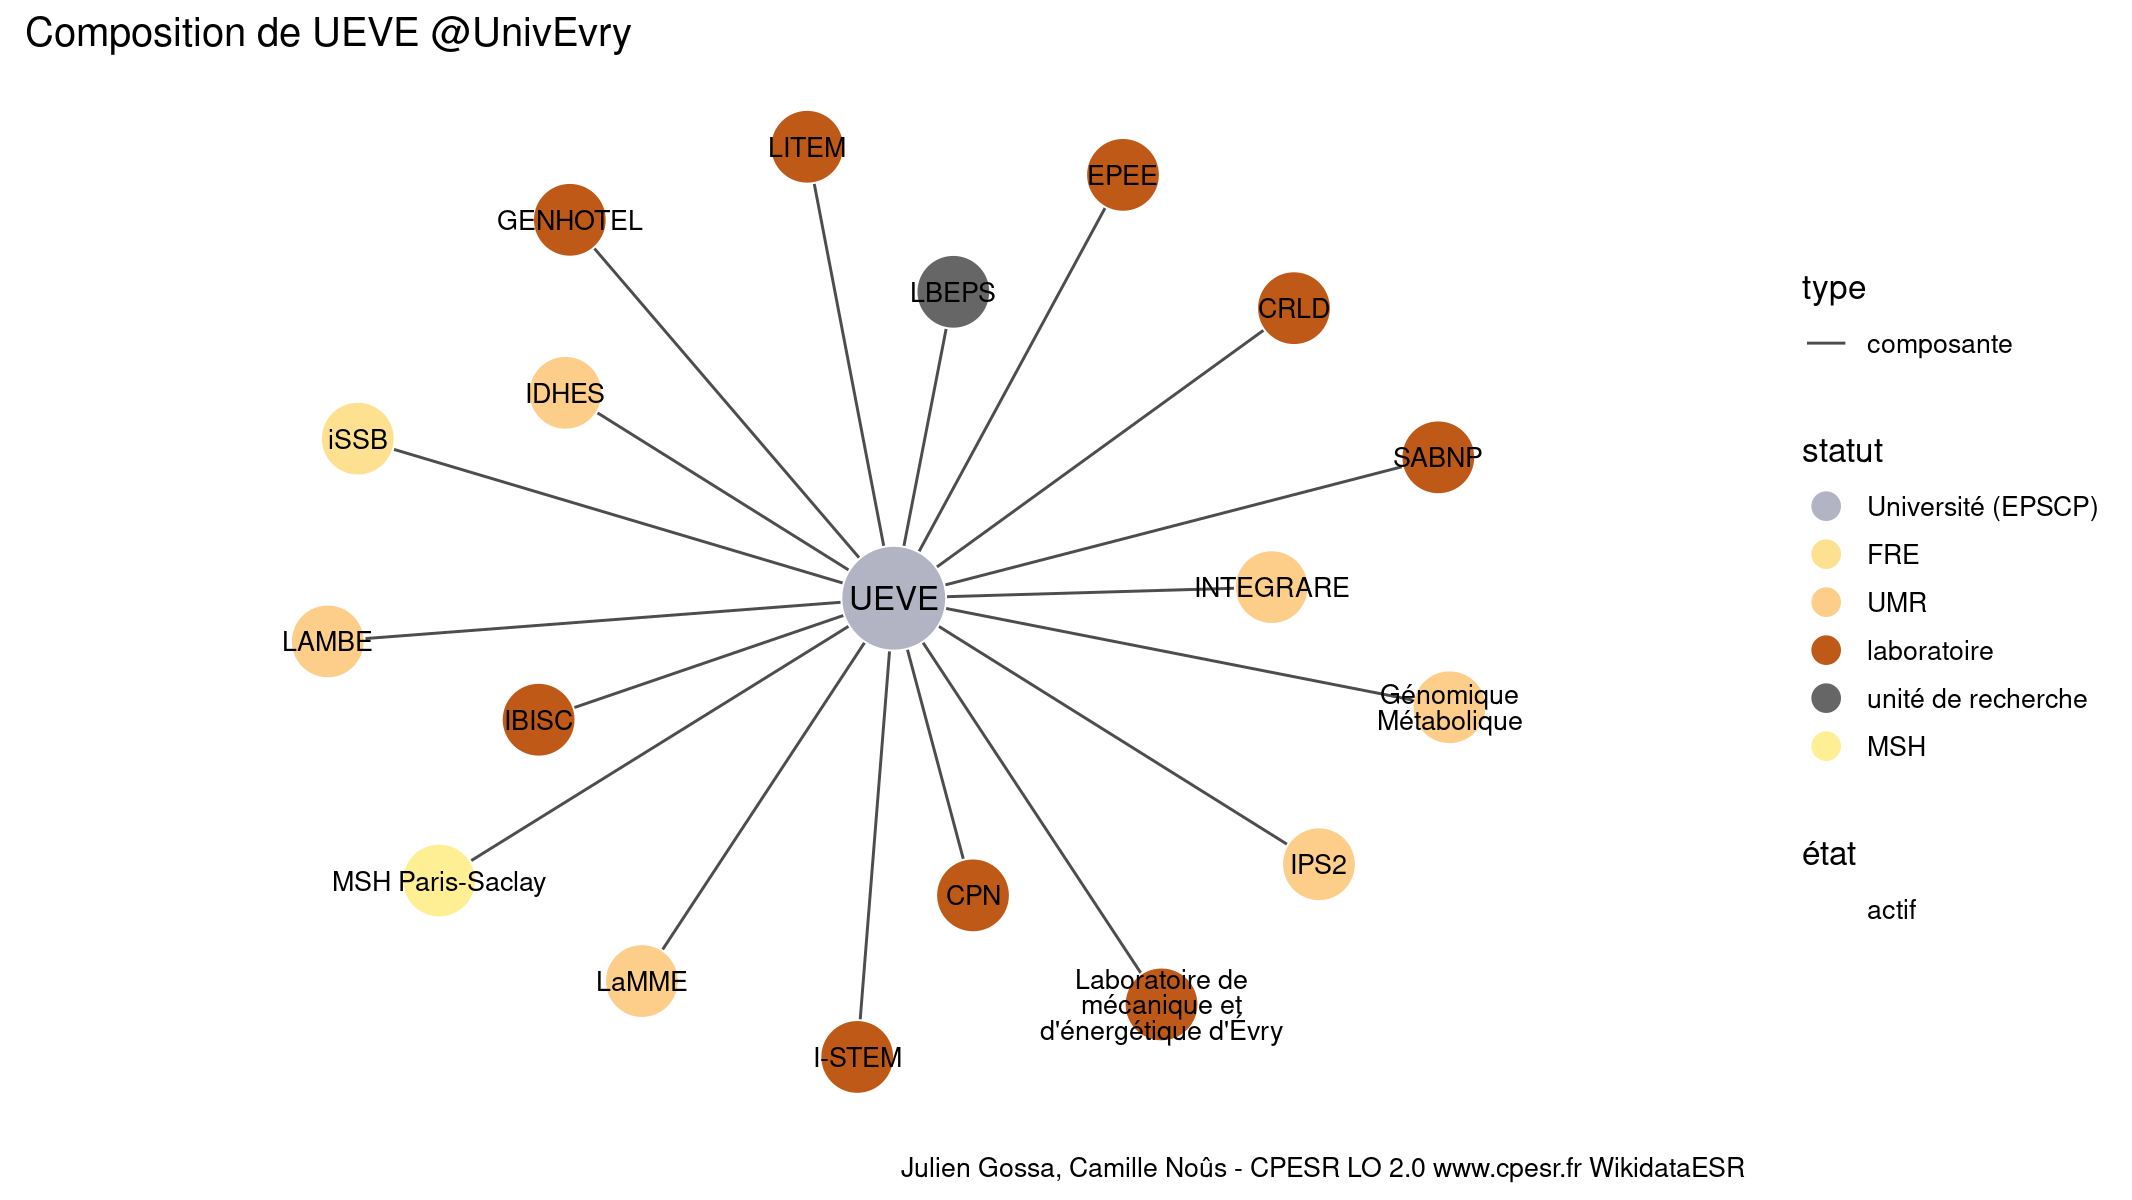 Composition de UEVE @UnivEvry
LITEM
EPEE
GENHOTEL
LBEPS
CRLD
IDHES
iSSB
SABNP
INTEGRARE
UEVE
LAMBE
Génomique
Métabolique
IBISC
IPS2
MSH Paris-Saclay
CPN
LaMME
Laboratoire de
mécanique et
d'énergétique d'Évry
I-STEM
type
composante
statut
Université (EPSCP)
FRE
UMR
laboratoire
unité de recherche
MSH
état
actif
Julien Gossa, Camille Noûs - CPESR LO 2.0 www.cpesr.fr WikidataESR